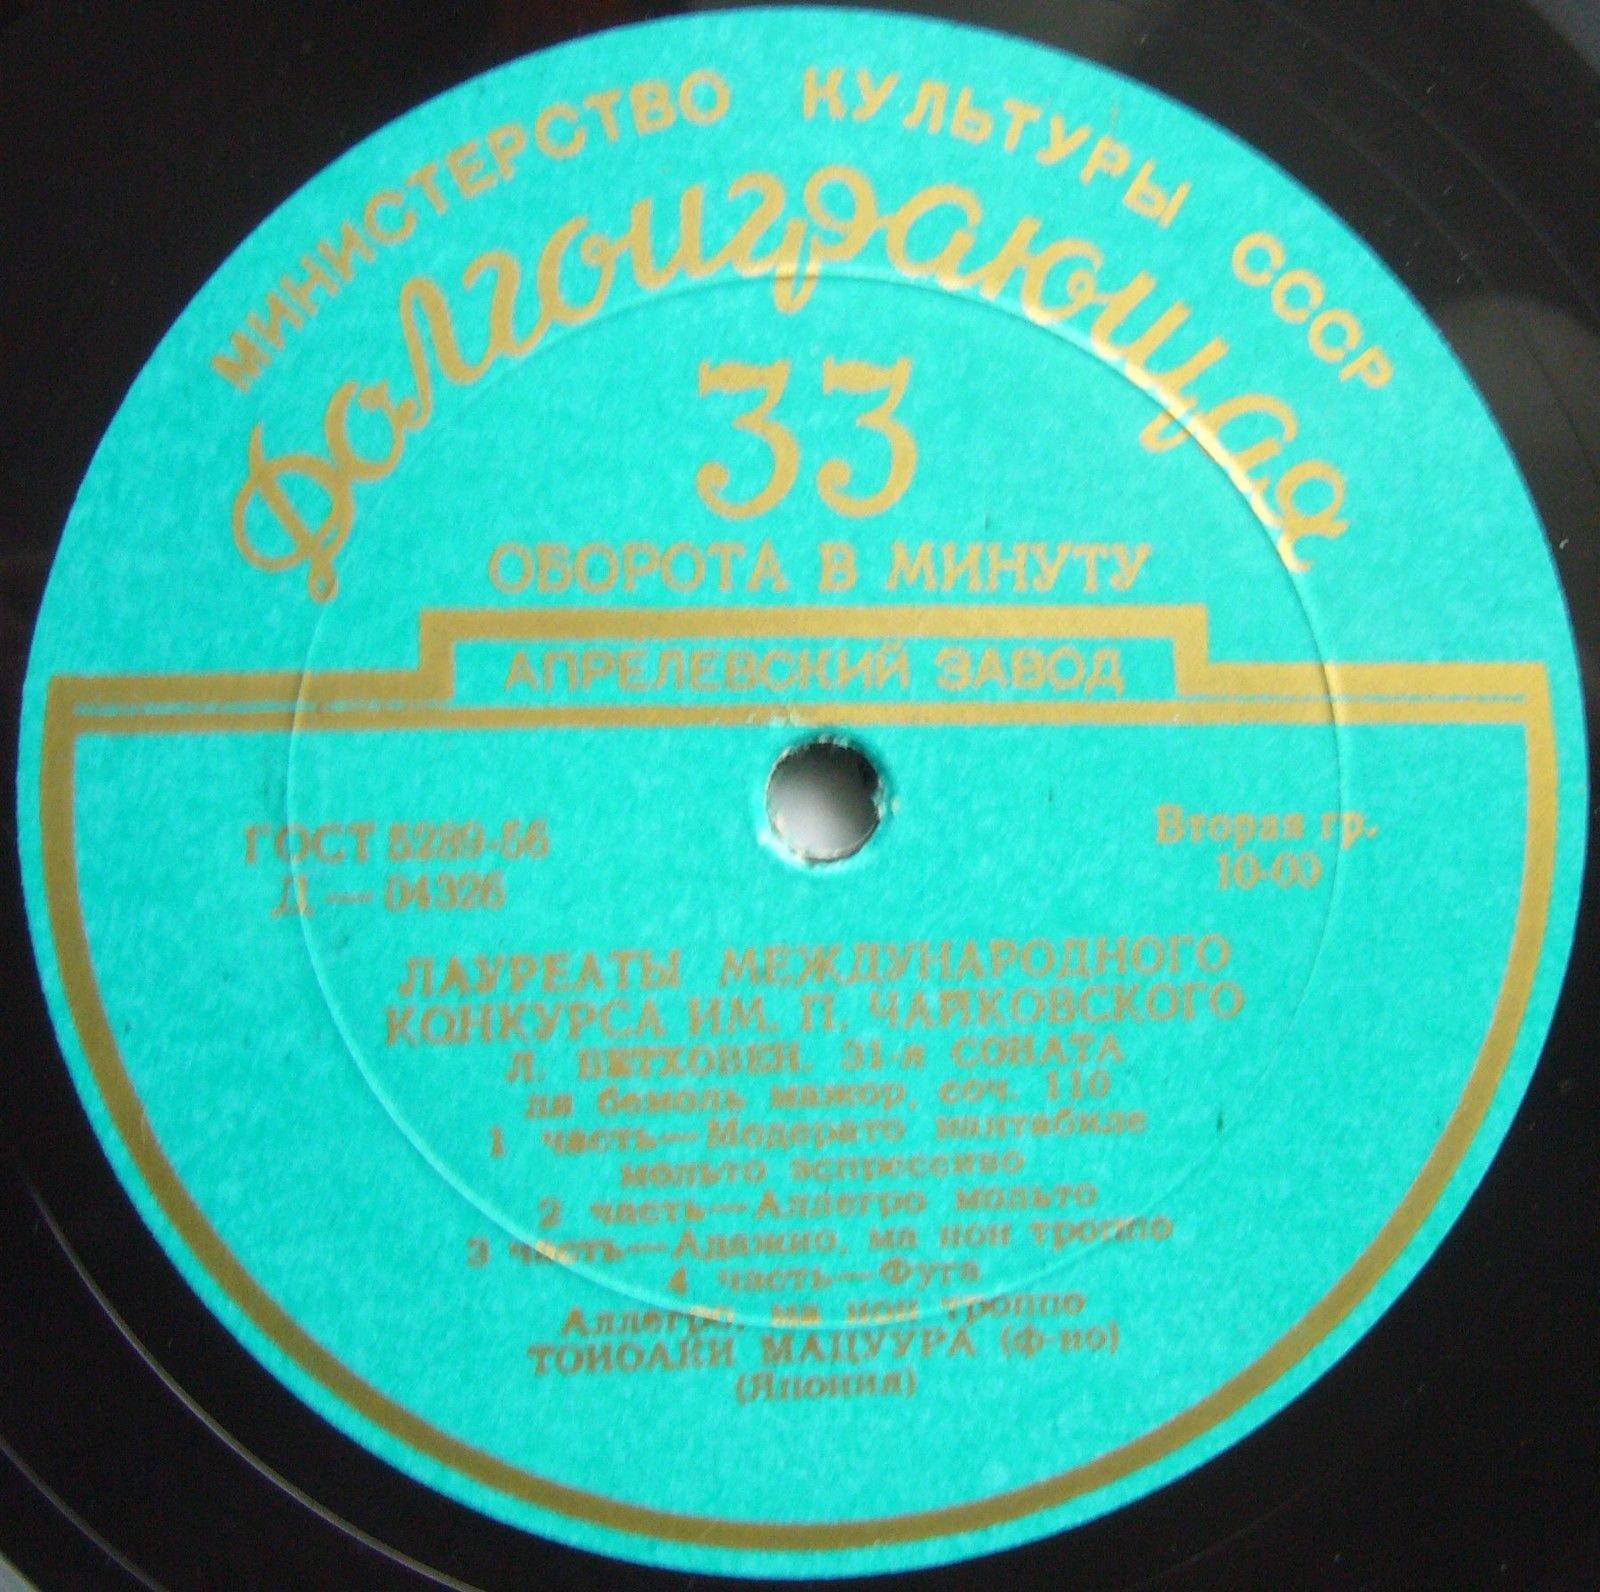 МИНИСТЕРСТВО КУЛЬТУРЫ СССР
Долгоиграющая
33
ОБОРОТА В МИНУТУ
АПРЕЛЕВСКИЙ ЗАВОД
ГОСТ 5289-56
Д — 04326
Вторая гр.
10-00
ЛАУРЕАТЫ МЕЖДУНАРОДНОГО
КОНКУРСА ИМ. П. ЧАЙКОВСКОГО
Л. БЕТХОВЕН. 31-я СОНАТА
ля бемоль мажор, соч. 110
1 часть—Модерато кантабиле
мольто эспрессиво
2 часть—Аллегро мольто
3 часть—Адажио, ма нон троппо
4 часть—Фуга
Аллегро, ма нон троппо
ТОИОАКИ МАЦУУРА (ф-но)
(Япония)